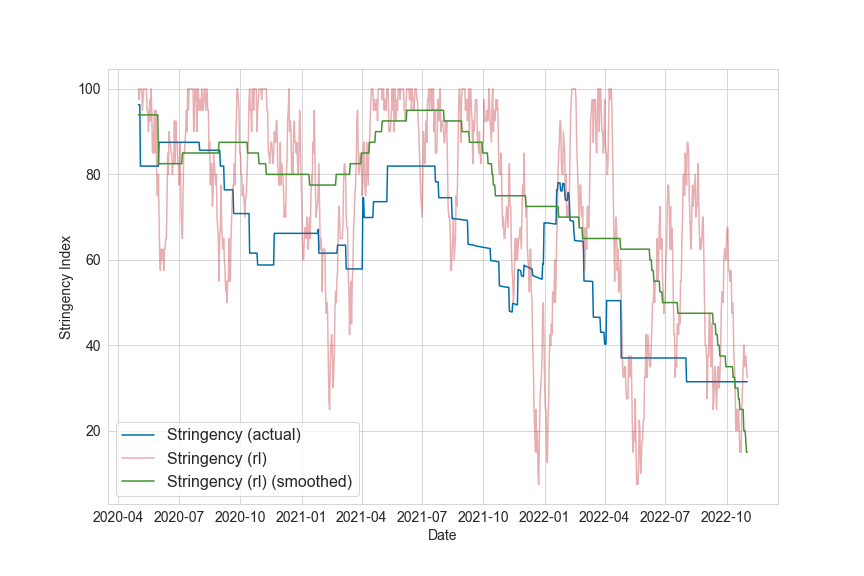 100
80
60
40
20
Stringency Index
Stringency (actual)
Stringency (rl)
Stringency (rl) (smoothed)
2020-04 2020-07 2020-10 2021-01 2021-04 2021-07 2021-10 2022-01 2022-04 2022-07 2022-10
Date